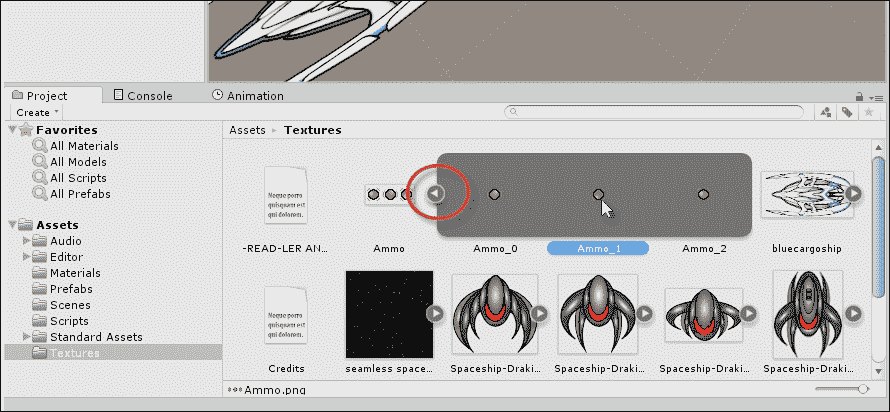 Project Console Animation
Create
Favorites
All Materials
All Models
All Scripts
All Prefabs
Assets
Audio
Editor
Materials
Prefabs
Scenes
Scripts
Standard Assets
Textures
Assets ▸ Textures
Neque porro
quisquam est
qui dolorem.
-READ-LER AN... Ammo Ammo_0 Ammo_1 Ammo_2 bluecargoship
Neque porro
quisquam est
qui dolorem.
Credits seamless space... Spaceship-Draki... Spaceship-Draki... Spaceship-Draki... Spaceship-Draki...
Ammo.png